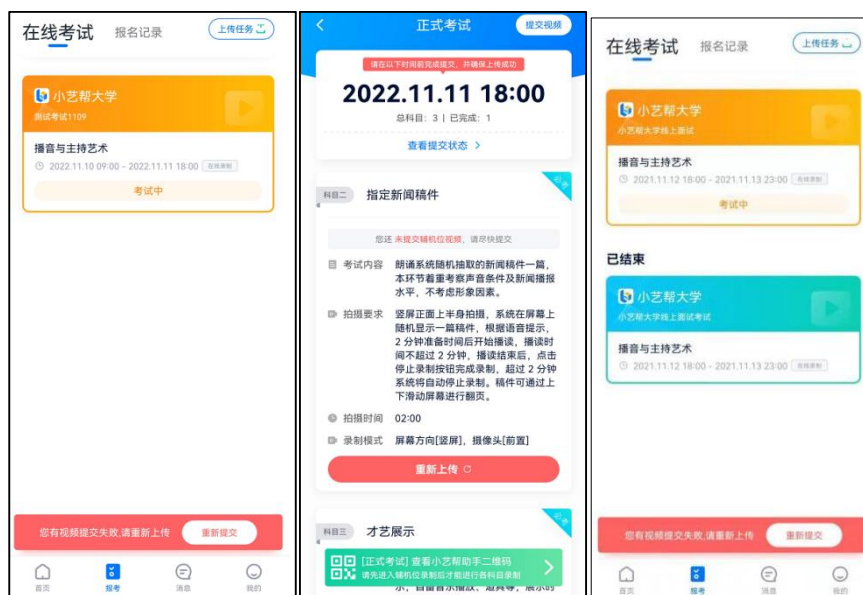 在线考试 报名记录 上传任务
小艺帮大学
测试考试1109
播音与主持艺术
2022.11.10 09:00 - 2022.11.11 18:00 在线录制
考试中
您有视频提交失败,请重新上传 重新提交
首页 报考 消息 我的
正式考试 提交视频
请在以下时间前完成提交，并确保上传成功
2022.11.11 18:00
总科目：3 | 已完成：1
查看提交状态 >
科目二 指定新闻稿件 必考
您还 未提交辅机位视频，请尽快提交
考试内容 朗诵系统随机抽取的新闻稿件一篇，
本环节着重考察声音条件及新闻播报
水平，不考虑形象因素。
拍摄要求 竖屏正面上半身拍摄，系统在屏幕上
随机显示一篇稿件，根据语音提示，
2 分钟准备时间后开始播读，播读时
间不超过 2 分钟，播读结束后，点击
停止录制按钮完成录制，超过 2 分钟
系统将自动停止录制。稿件可通过上
下滑动屏幕进行翻页。
拍摄时间 02:00
录制模式 屏幕方向[竖屏]，摄像头[前置]
重新上传
科目三 才艺展示 必考
[正式考试] 查看小艺帮助手二维码
请先进入辅机位录制后才能进行各科目录制
示，自备音乐播放、道具等，展示的
在线考试 报名记录 上传任务
小艺帮大学
小艺帮大学线上面试
播音与主持艺术
2021.11.12 18:00 - 2021.11.13 23:00 在线录制
考试中
已结束
小艺帮大学
小艺帮大学线上面试考试
播音与主持艺术
2021.11.12 18:00 - 2021.11.13 23:00 在线录制
您有视频提交失败,请重新上传 重新提交
首页 报考 消息 我的